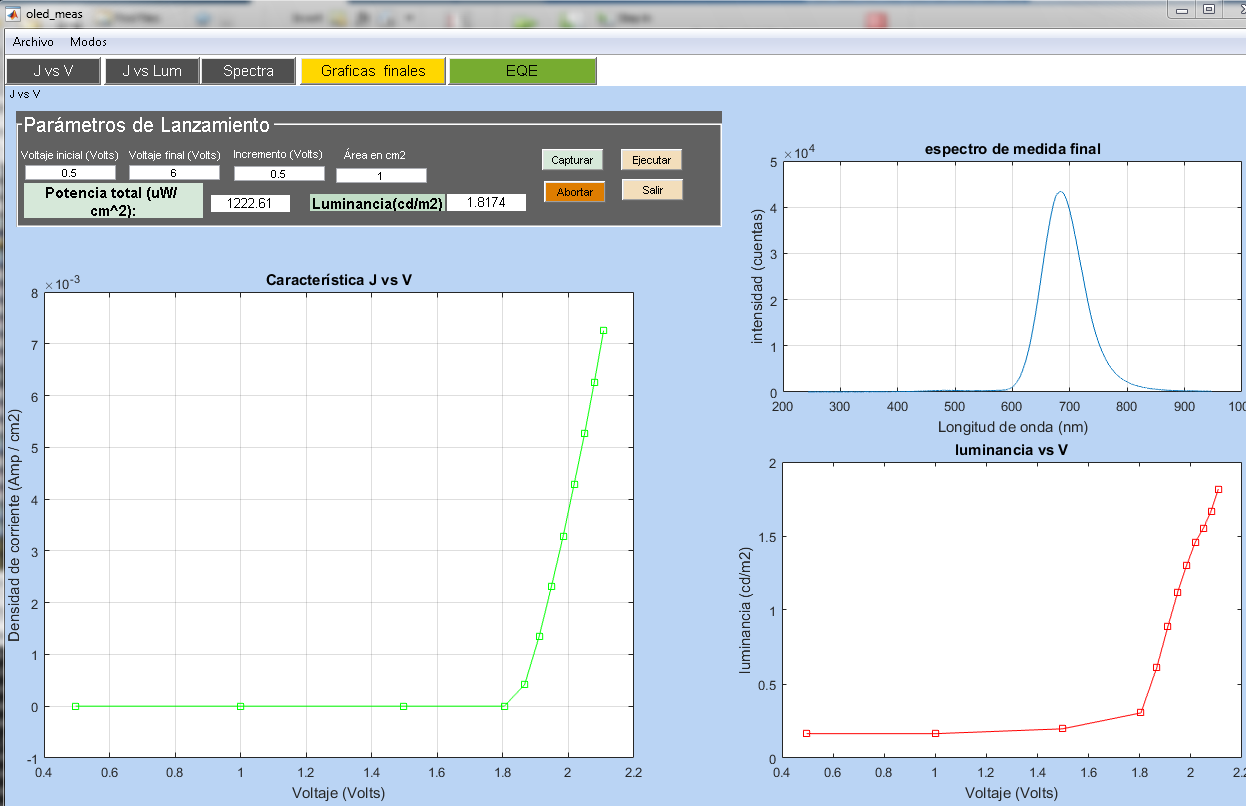 oled_meas
Archivo Modos
J vs V J vs Lum Spectra Graficas finales EQE
J vs V
Parámetros de Lanzamiento
Voltaje inicial (Volts) Voltaje final (Volts) Incremento (Volts) Área en cm2
0.5 6 0.5 1
Capturar Ejecutar
Abortar Salir
Potencia total (uW/
cm^2):
1222.61
Luminancia(cd/m2) 1.8174
Característica J vs V
×10-3
8
7
6
5
4
3
2
1
0
-1
0.4 0.6 0.8 1 1.2 1.4 1.6 1.8 2 2.2
Densidad de corriente (Amp / cm2)
Voltaje (Volts)
espectro de medida final
×104
5
4
3
2
1
0
200 300 400 500 600 700 800 900 100
intensidad (cuentas)
Longitud de onda (nm)
luminancia vs V
2
1.5
1
0.5
0
0.4 0.6 0.8 1 1.2 1.4 1.6 1.8 2 2.2
luminancia (cd/m2)
Voltaje (Volts)